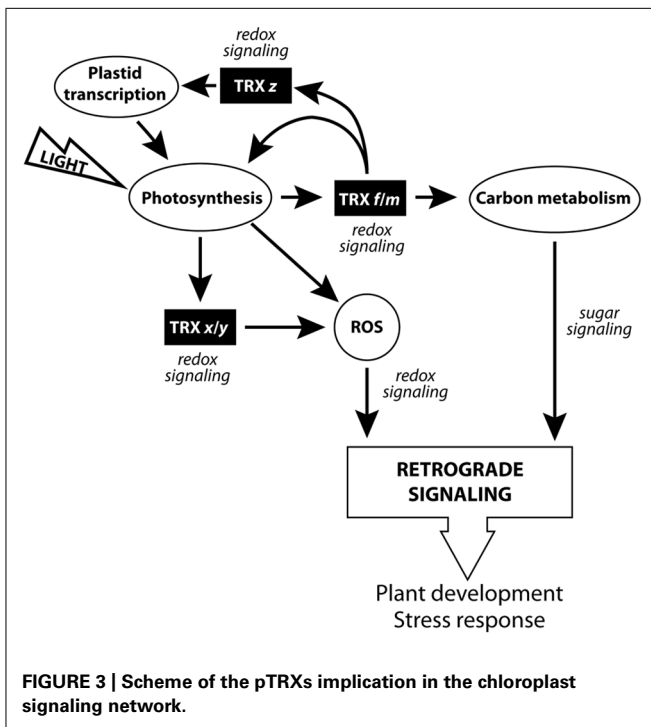 redox
signaling
Plastid
transcription
TRX z
LIGHT
Photosynthesis
TRX f/m
redox
signaling
Carbon metabolism
TRX x/y
redox
signaling
ROS
redox
signaling
sugar
signaling
RETROGRADE
SIGNALING
Plant development
Stress response
FIGURE 3 | Scheme of the pTRXs implication in the chloroplast
signaling network.